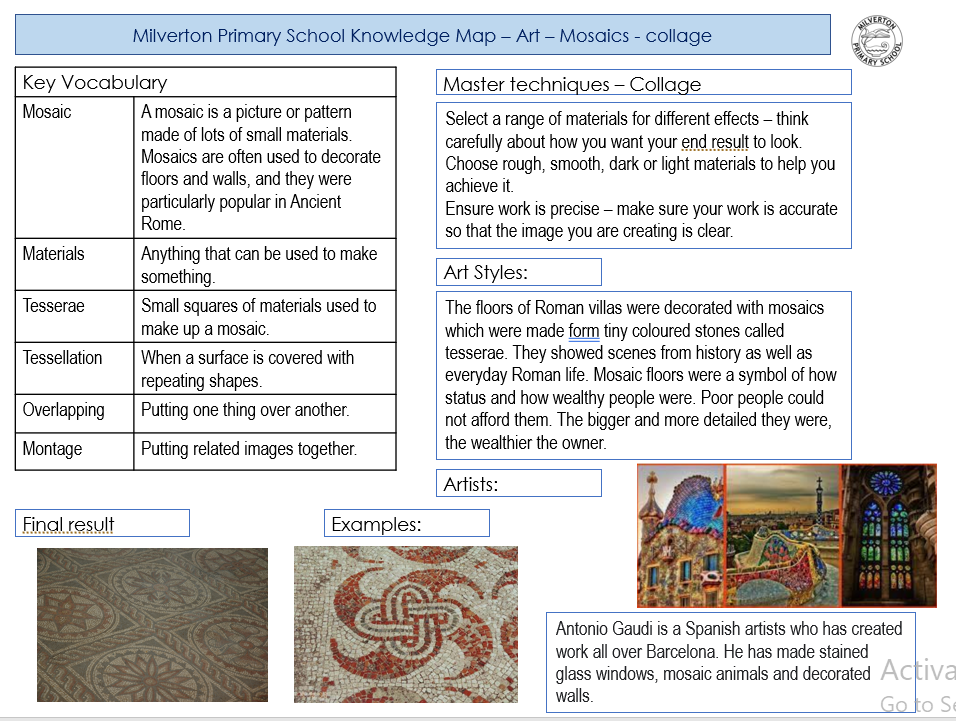 Milverton Primary School Knowledge Map – Art – Mosaics - collage
MILVERTON
PRIMARY SCHOOL
Key Vocabulary
Mosaic
A mosaic is a picture or pattern
made of lots of small materials.
Mosaics are often used to decorate
floors and walls, and they were
particularly popular in Ancient
Rome.
Materials
Anything that can be used to make
something.
Tesserae
Small squares of materials used to
make up a mosaic.
Tessellation
When a surface is covered with
repeating shapes.
Overlapping
Putting one thing over another.
Montage
Putting related images together.
Master techniques – Collage
Select a range of materials for different effects – think
carefully about how you want your end result to look.
Choose rough, smooth, dark or light materials to help you
achieve it.
Ensure work is precise – make sure your work is accurate
so that the image you are creating is clear.
Art Styles:
The floors of Roman villas were decorated with mosaics
which were made form tiny coloured stones called
tesserae. They showed scenes from history as well as
everyday Roman life. Mosaic floors were a symbol of how
status and how wealthy people were. Poor people could
not afford them. The bigger and more detailed they were,
the wealthier the owner.
Artists:
Final result
Examples:
Antonio Gaudi is a Spanish artists who has created
work all over Barcelona. He has made stained
glass windows, mosaic animals and decorated
walls.
Activa
Go to Se